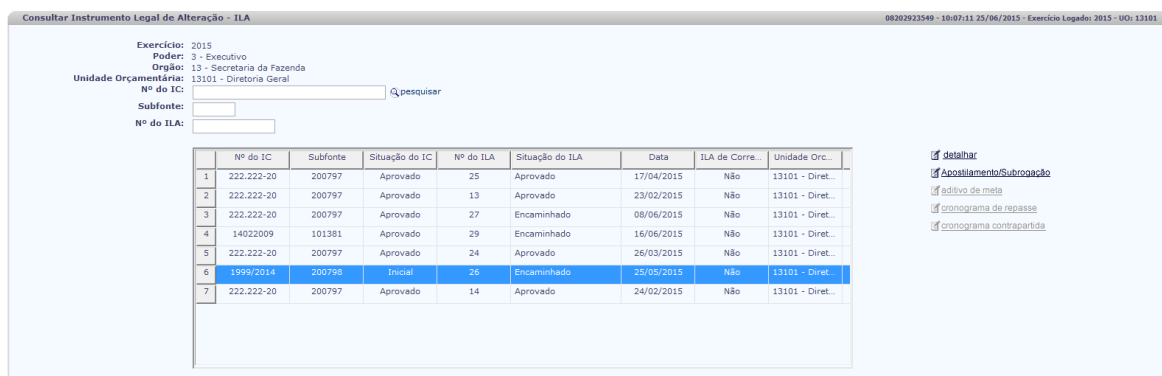 Consultar Instrumento Legal de Alteração - ILA 08202923549 - 10:07:11 25/06/2015 - Exercício Logado: 2015 - UO: 13101
Exercício: 2015
Poder: 3 - Executivo
Orgão: 13 - Secretaria da Fazenda
Unidade Orçamentária: 13101 - Diretoria Geral
Nº do IC: pesquisar
Subfonte:
Nº do ILA:
Nº do IC Subfonte Situação do IC Nº do ILA Situação do ILA Data ILA de Corre... Unidade Orc...
1 222.222-20 200797 Aprovado 25 Aprovado 17/04/2015 Não 13101 - Diret...
2 222.222-20 200797 Aprovado 13 Aprovado 23/02/2015 Não 13101 - Diret...
3 222.222-20 200797 Aprovado 27 Encaminhado 08/06/2015 Não 13101 - Diret...
4 14022009 101381 Aprovado 29 Encaminhado 16/06/2015 Não 13101 - Diret...
5 222.222-20 200797 Aprovado 24 Aprovado 26/03/2015 Não 13101 - Diret...
6 1999/2014 200798 Inicial 26 Encaminhado 25/05/2015 Não 13101 - Diret...
7 222.222-20 200797 Aprovado 14 Aprovado 24/02/2015 Não 13101 - Diret...
detalhar
Apostilamento/Subrogação
aditivo de meta
cronograma de repasse
cronograma contrapartida